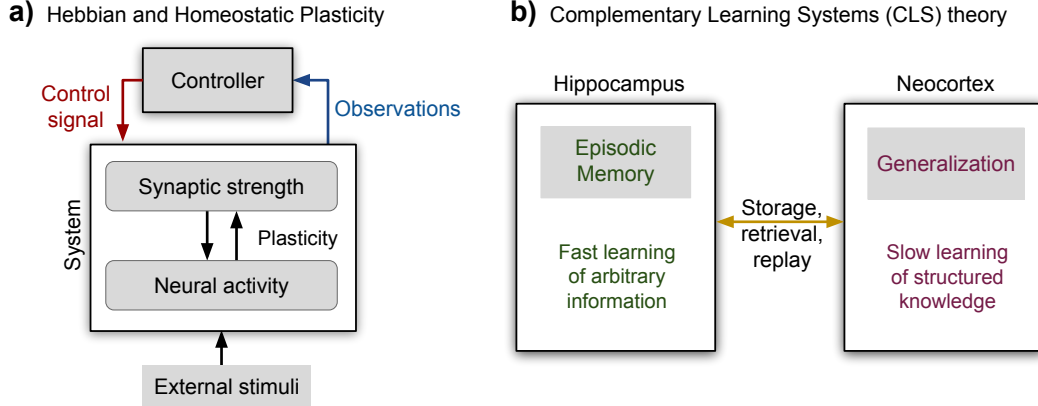 a) Hebbian and Homeostatic Plasticity
Controller
Control
signal
Observations
System
Synaptic strength
Plasticity
Neural activity
External stimuli
b) Complementary Learning Systems (CLS) theory
Hippocampus
Episodic
Memory
Fast learning
of arbitrary
information
Storage,
retrieval,
replay
Neocortex
Generalization
Slow learning
of structured
knowledge